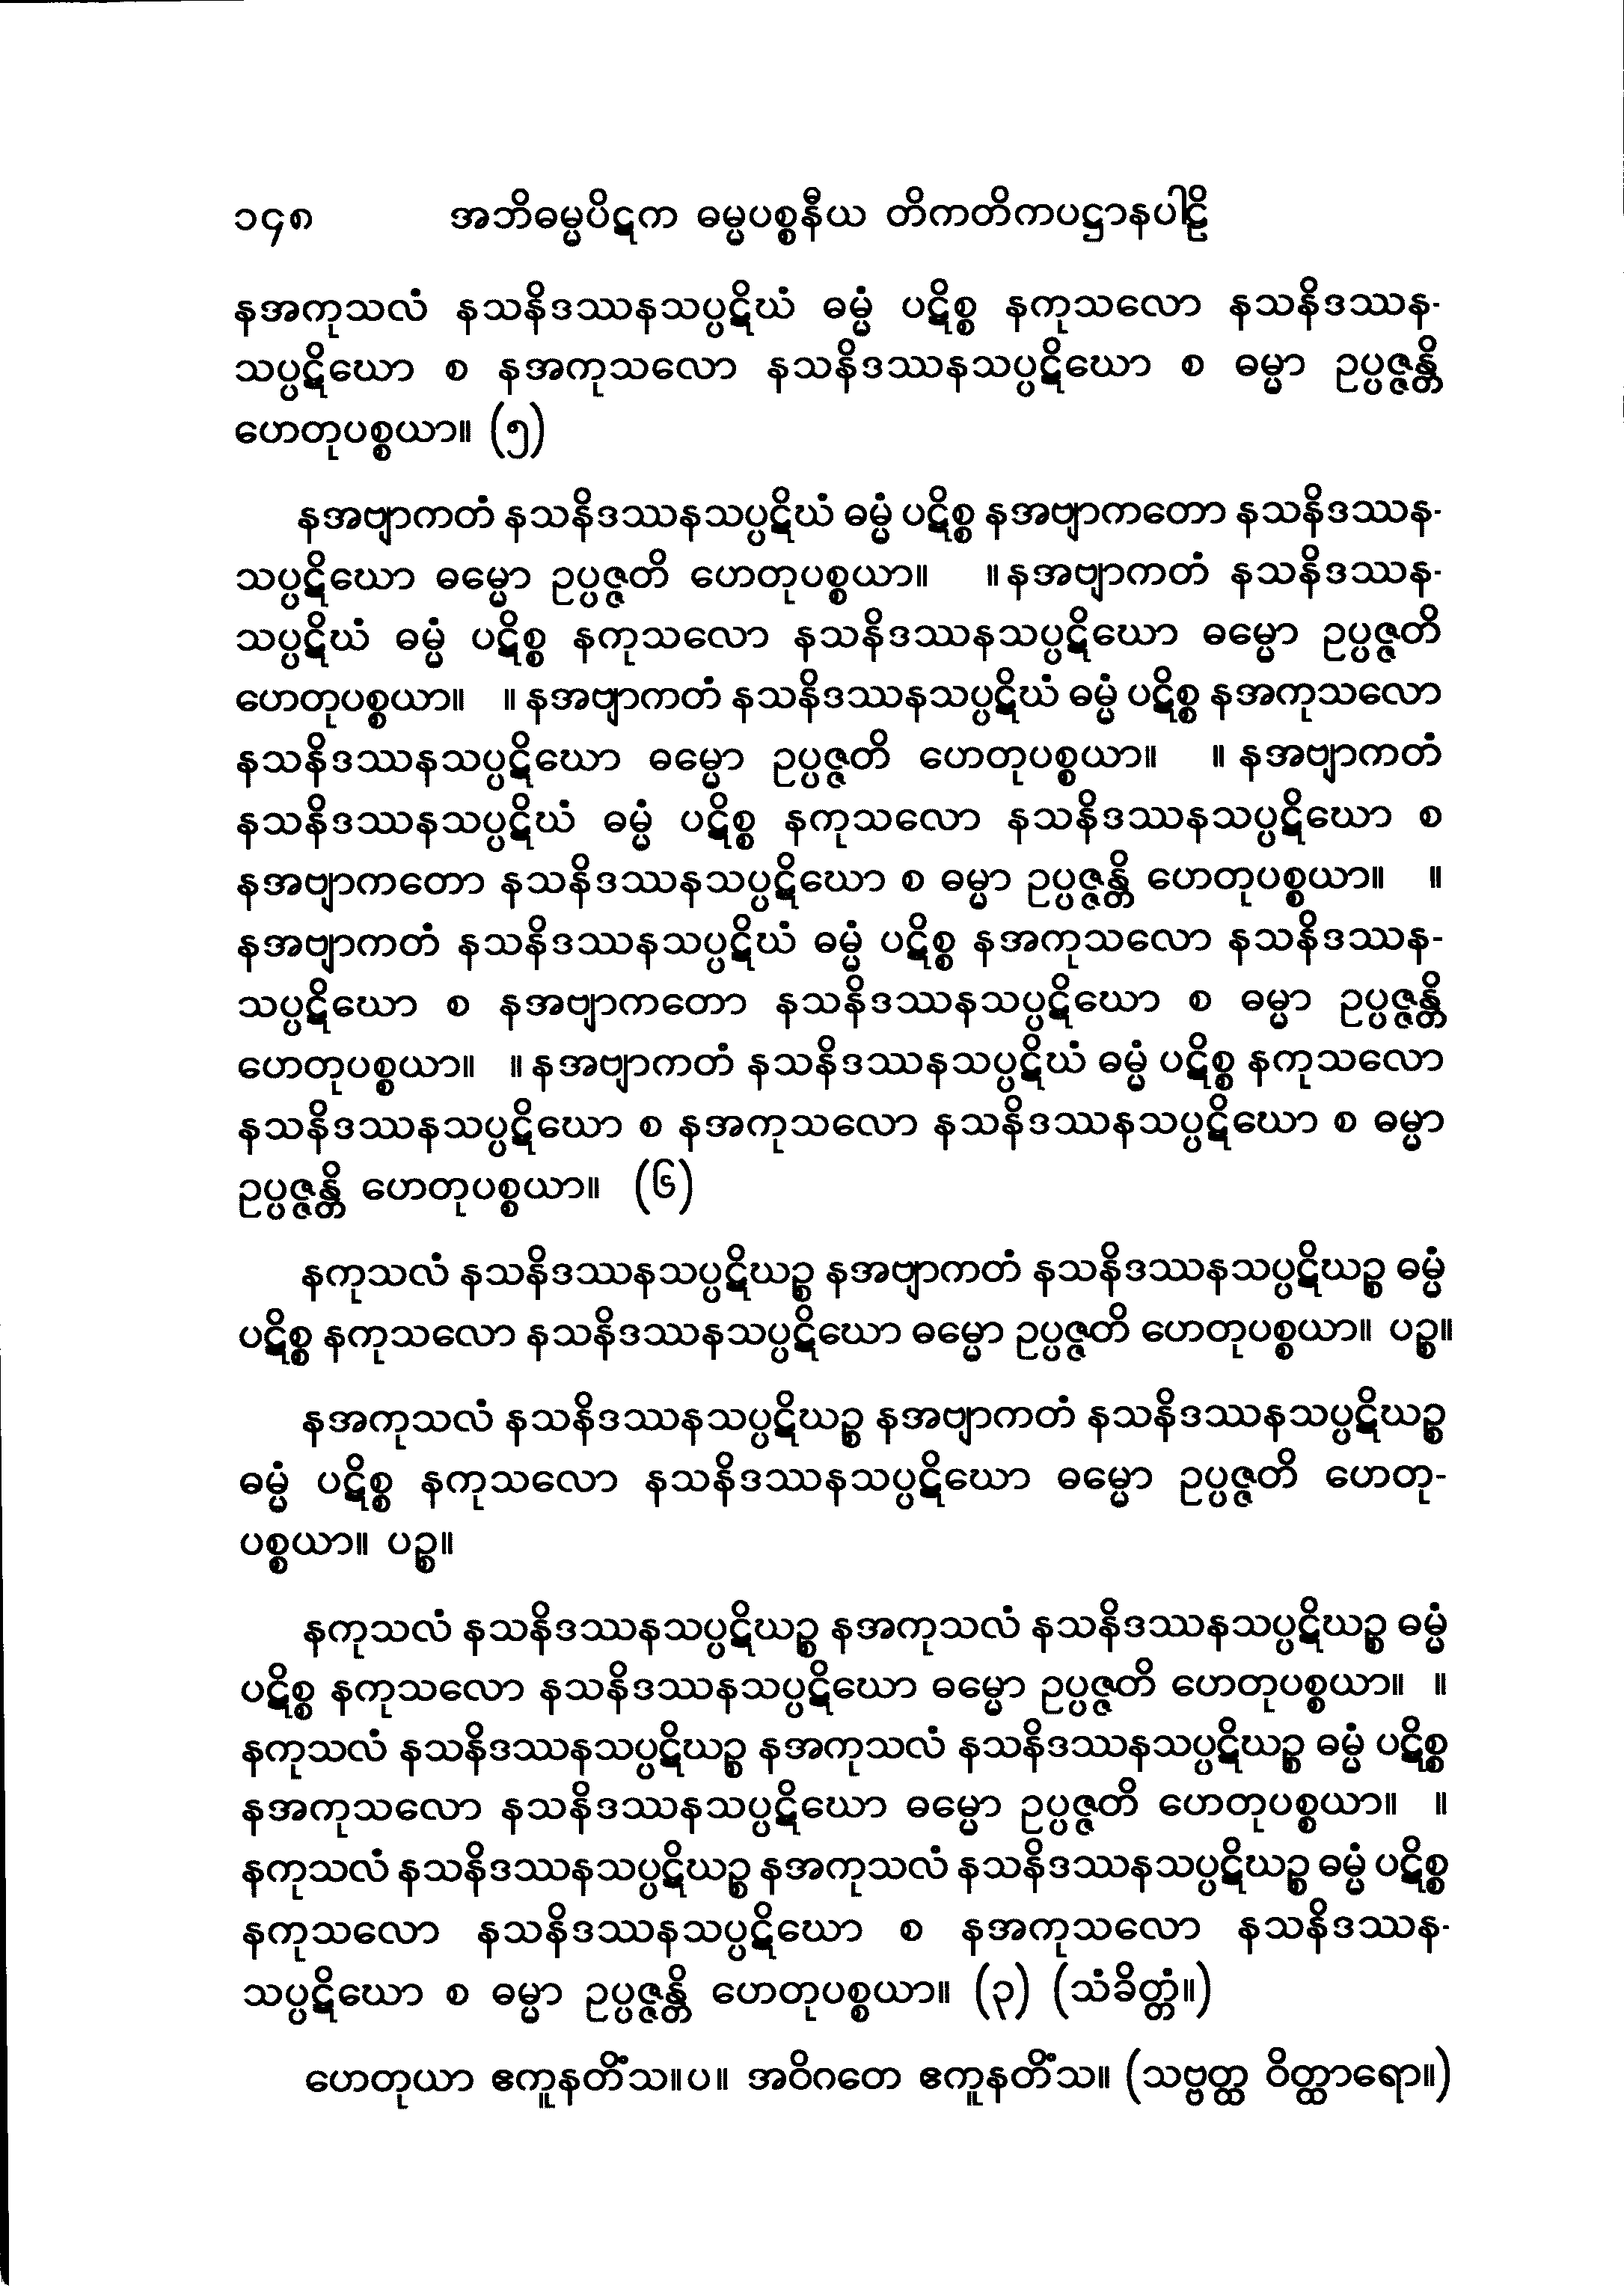 ၁၄၈ အဘိဓမ္မပိဋက ဓမ္မပစ္စနီယ တိကတိကပဋ္ဌာနပါဠိ
နအကုသလံ နသနိဒဿနသပ္ပဋိဃံ ဓမ္မံ ပဋိစ္စ နကုသလော နသနိဒဿန-
သပ္ပဋိဃော စ နအကုသလော နသနိဒဿနသပ္ပဋိဃော စ ဓမ္မာ ဥပ္ပဇ္ဇန္တိ
ဟေတုပစ္စယာ။ (၅)
နအဗျာကတံ နသနိဒဿနသပ္ပဋိဃံ ဓမ္မံ ပဋိစ္စ နအဗျာကတော နသနိဒဿန-
သပ္ပဋိဃော ဓမ္မော ဥပ္ပဇ္ဇတိ ဟေတုပစ္စယာ။ ။ နအဗျာကတံ နသနိဒဿန-
သပ္ပဋိဃံ ဓမ္မံ ပဋိစ္စ နကုသလော နသနိဒဿနသပ္ပဋိဃော ဓမ္မော ဥပ္ပဇ္ဇတိ
ဟေတုပစ္စယာ။ ။ နအဗျာကတံ နသနိဒဿနသပ္ပဋိဃံ ဓမ္မံ ပဋိစ္စ နအကုသလော
နသနိဒဿနသပ္ပဋိဃော ဓမ္မော ဥပ္ပဇ္ဇတိ ဟေတုပစ္စယာ။ ။ နအဗျာကတံ
နသနိဒဿနသပ္ပဋိဃံ ဓမ္မံ ပဋိစ္စ နကုသလော နသနိဒဿနသပ္ပဋိဃော စ
နအဗျာကတော နသနိဒဿနသပ္ပဋိဃော စ ဓမ္မာ ဥပ္ပဇ္ဇန္တိ ဟေတုပစ္စယာ။ ။
နအဗျာကတံ နသနိဒဿနသပ္ပဋိဃံ ဓမ္မံ ပဋိစ္စ နအကုသလော နသနိဒဿန-
သပ္ပဋိဃော စ နအဗျာကတော နသနိဒဿနသပ္ပဋိဃော စ ဓမ္မာ ဥပ္ပဇ္ဇန္တိ
ဟေတုပစ္စယာ။ ။ နအဗျာကတံ နသနိဒဿနသပ္ပဋိဃံ ဓမ္မံ ပဋိစ္စ နကုသလော
နသနိဒဿနသပ္ပဋိဃော စ နအကုသလော နသနိဒဿနသပ္ပဋိဃော စ ဓမ္မာ
ဥပ္ပဇ္ဇန္တိ ဟေတုပစ္စယာ။ (၆)
နကုသလံ နသနိဒဿနသပ္ပဋိဃဉ္စ နအဗျာကတံ နသနိဒဿနသပ္ပဋိဃဉ္စ ဓမ္မံ
ပဋိစ္စ နကုသလော နသနိဒဿနသပ္ပဋိဃော ဓမ္မော ဥပ္ပဇ္ဇတိ ဟေတုပစ္စယာ။ ပဉ္စ။
နအကုသလံ နသနိဒဿနသပ္ပဋိဃဉ္စ နအဗျာကတံ နသနိဒဿနသပ္ပဋိဃဉ္စ
ဓမ္မံ ပဋိစ္စ နကုသလော နသနိဒဿနသပ္ပဋိဃော ဓမ္မော ဥပ္ပဇ္ဇတိ ဟေတု-
ပစ္စယာ။ ပဉ္စ။
နကုသလံ နသနိဒဿနသပ္ပဋိဃဉ္စ နအကုသလံ နသနိဒဿနသပ္ပဋိဃဉ္စ ဓမ္မံ
ပဋိစ္စ နကုသလော နသနိဒဿနသပ္ပဋိဃော ဓမ္မော ဥပ္ပဇ္ဇတိ ဟေတုပစ္စယာ။ ။
နကုသလံ နသနိဒဿနသပ္ပဋိဃဉ္စ နအကုသလံ နသနိဒဿနသပ္ပဋိဃဉ္စ ဓမ္မံ ပဋိစ္စ
နအကုသလော နသနိဒဿနသပ္ပဋိဃော ဓမ္မော ဥပ္ပဇ္ဇတိ ဟေတုပစ္စယာ။ ။
နကုသလံ နသနိဒဿနသပ္ပဋိဃဉ္စ နအကုသလံ နသနိဒဿနသပ္ပဋိဃဉ္စ ဓမ္မံ ပဋိစ္စ
နကုသလော နသနိဒဿနသပ္ပဋိဃော စ နအကုသလော နသနိဒဿန-
သပ္ပဋိဃော စ ဓမ္မာ ဥပ္ပဇ္ဇန္တိ ဟေတုပစ္စယာ။ (၃) (သံခိတ္တံ။)
ဟေတုယာ ဧကူနတိံသ။ပ။ အဝိဂတေ ဧကူနတိံသ။ (သဗ္ဗတ္ထ ဝိတ္ထာရော။)